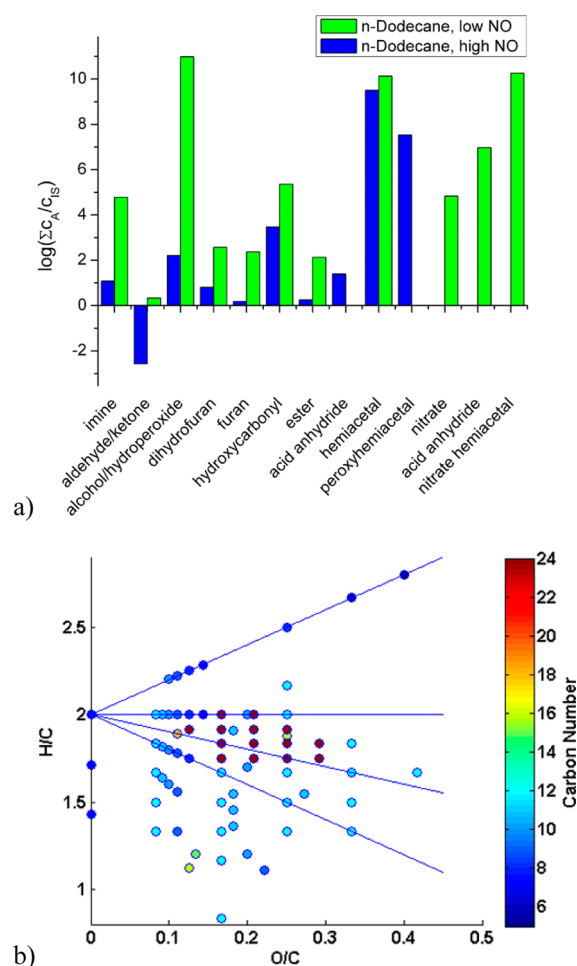 a)
n-Dodecane, low NO
n-Dodecane, high NO
log(Σc_A/c_IS)
10
8
6
4
2
0
-2
imine
aldehyde/ketone
alcohol/hydroperoxide
dihydrofuran
furan
hydroxycarbonyl
ester
acid anhydride
hemiacetal
peroxyhemiacetal
nitrate
acid anhydride
nitrate hemiacetal
b)
H/C
2.5
2
1.5
1
0
0.1
0.2
0.3
0.4
0.5
O/C
24
22
20
18
16
14
12
10
8
6
Carbon Number